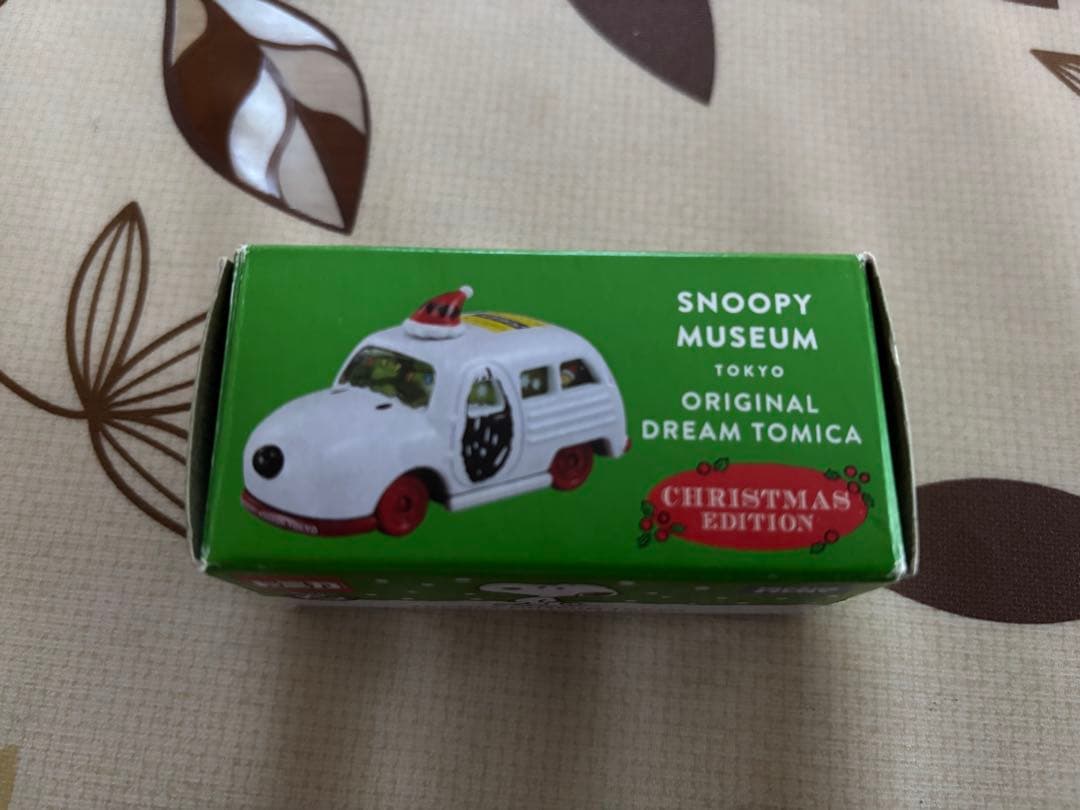 SNOOPY
MUSEUM
TOKYO
ORIGINAL
DREAM TOMICA
CHRISTMAS
EDITION